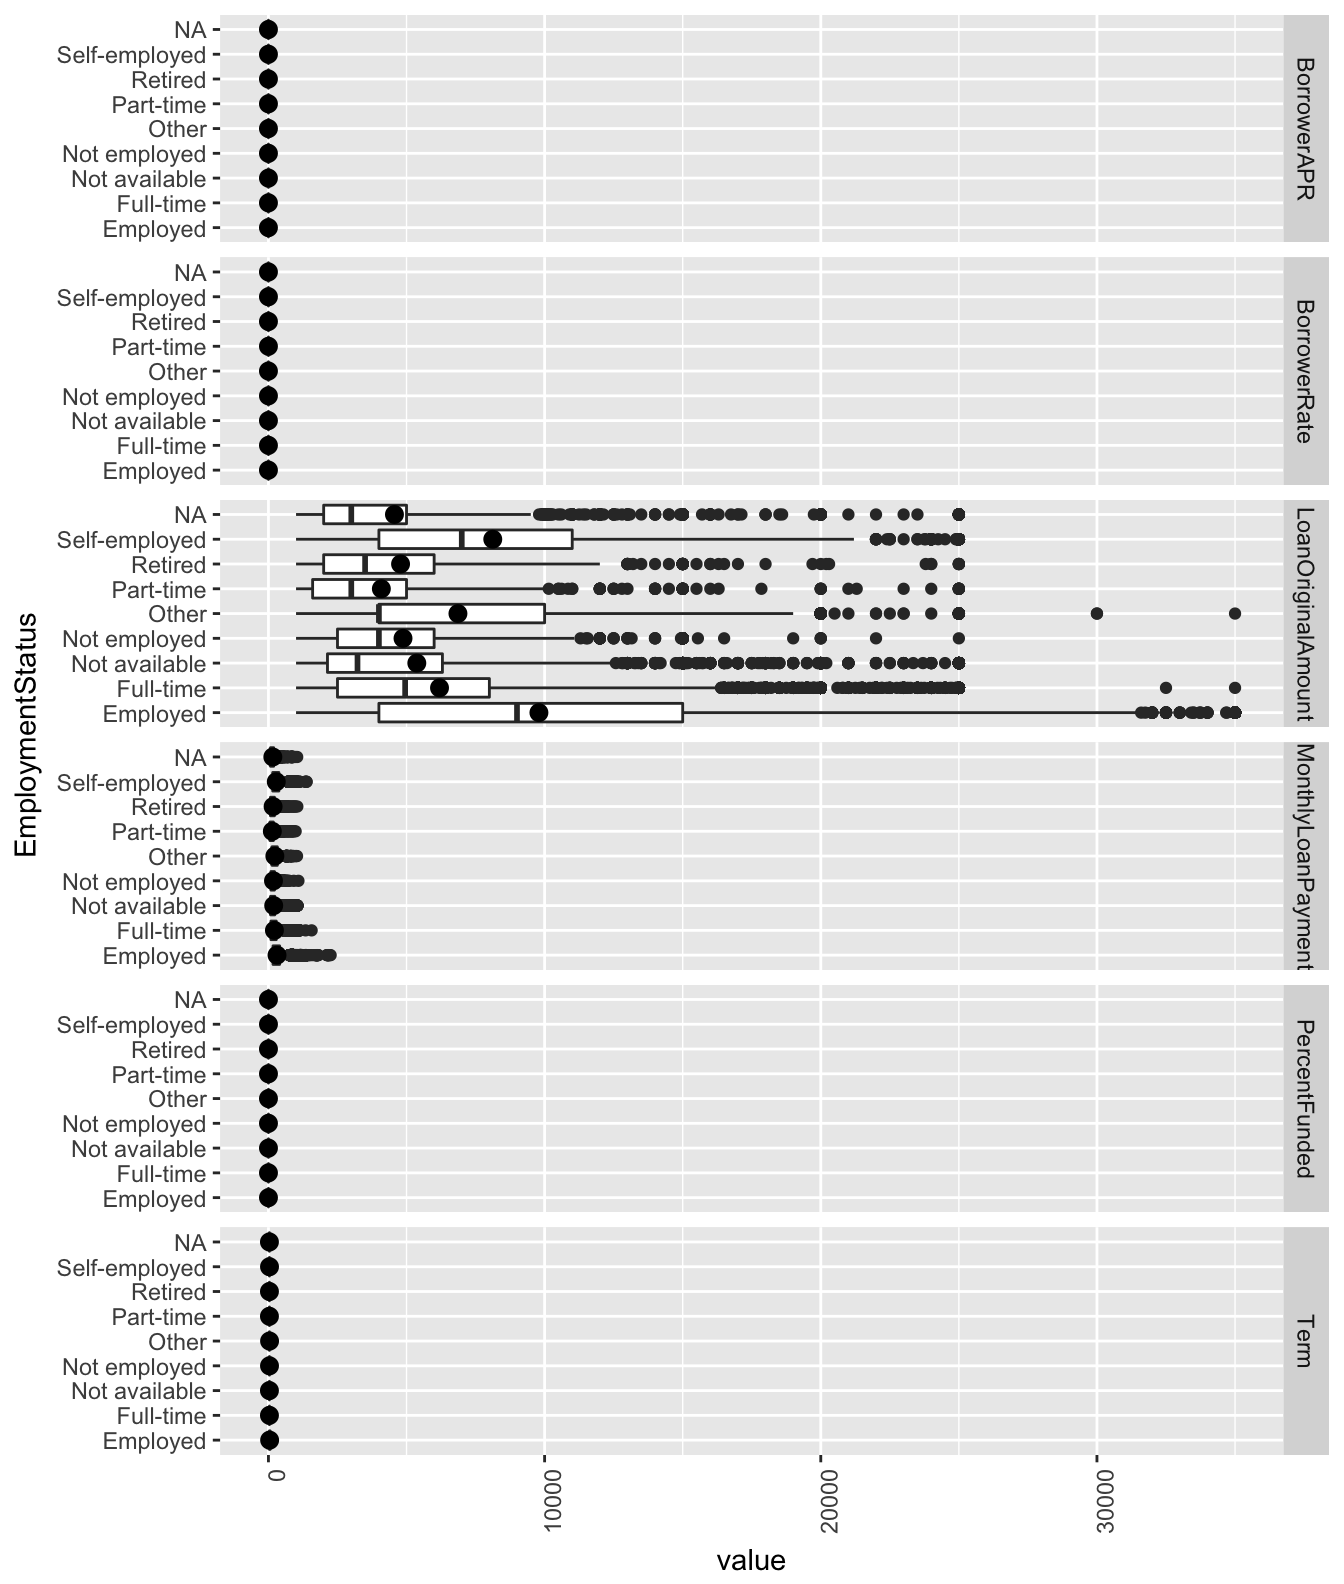 EmploymentStatus
NA
Self-employed
Retired
Part-time
Other
Not employed
Not available
Full-time
Employed
BorrowerAPR
NA
Self-employed
Retired
Part-time
Other
Not employed
Not available
Full-time
Employed
BorrowerRate
NA
Self-employed
Retired
Part-time
Other
Not employed
Not available
Full-time
Employed
LoanOriginalAmount
NA
Self-employed
Retired
Part-time
Other
Not employed
Not available
Full-time
Employed
MonthlyLoanPayment
NA
Self-employed
Retired
Part-time
Other
Not employed
Not available
Full-time
Employed
PercentFunded
NA
Self-employed
Retired
Part-time
Other
Not employed
Not available
Full-time
Employed
Term
0
10000
20000
30000
value